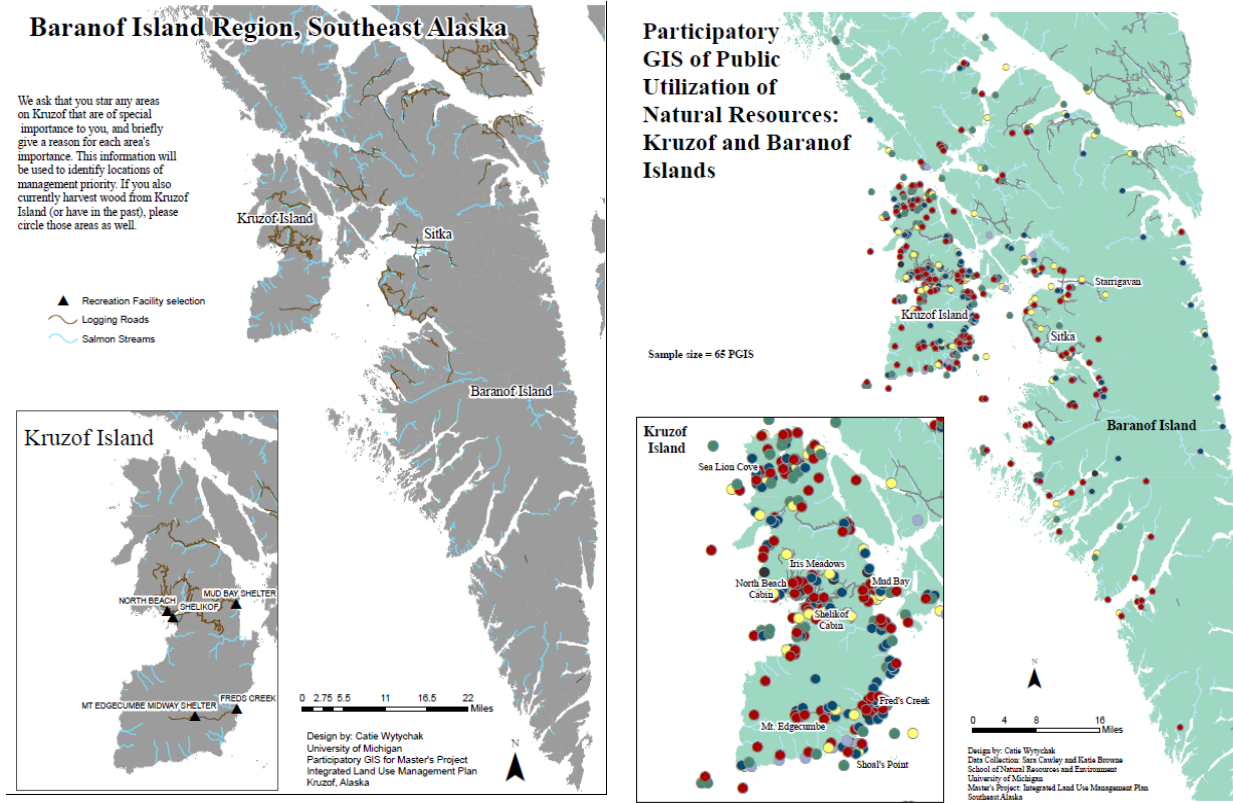 Baranof Island Region, Southeast Alaska
We ask that you star any areas
on Kruzof that are of special
importance to you, and briefly
give a reason for each area's
importance. This information will
be used to identify locations of
management priority. If you also
currently harvest wood from Kruzof
Island (or have in the past), please
circle those areas as well.
Kruzof Island
Sitka
Recreation Facility selection
Logging Roads
Salmon Streams
Baranof Island
Kruzof Island
NORTH BEACH
MUD BAY SHELTER
SHELIKOF
FREDS CREEK
MT EDGECUMBE MIDWAY SHELTER
0 2.75 5.5 11 16.5 22
Miles
Design by: Catie Wytychak
University of Michigan
Participatory GIS for Master's Project
Integrated Land Use Management Plan
Kruzof, Alaska
N
Participatory
GIS of Public
Utilization of
Natural Resources:
Kruzof and Baranof
Islands
Starrigavan
Kruzof Island
Sitka
Sample size = 65 PGIS
Baranof Island
Kruzof
Island
Sea Lion Cove
Iris Meadows
North Beach
Cabin
Mud Bay
Shelikof
Cabin
Fred's Creek
Mt. Edgecumbe
Shoal's Point
N
0 4 8 16
Miles
Design by: Catie Wytychak
Data Collection: Sara Cawley and Katie Browne
School of Natural Resources and Environment
University of Michigan
Master's Project: Integrated Land Use Management Plan
Southeast Alaska